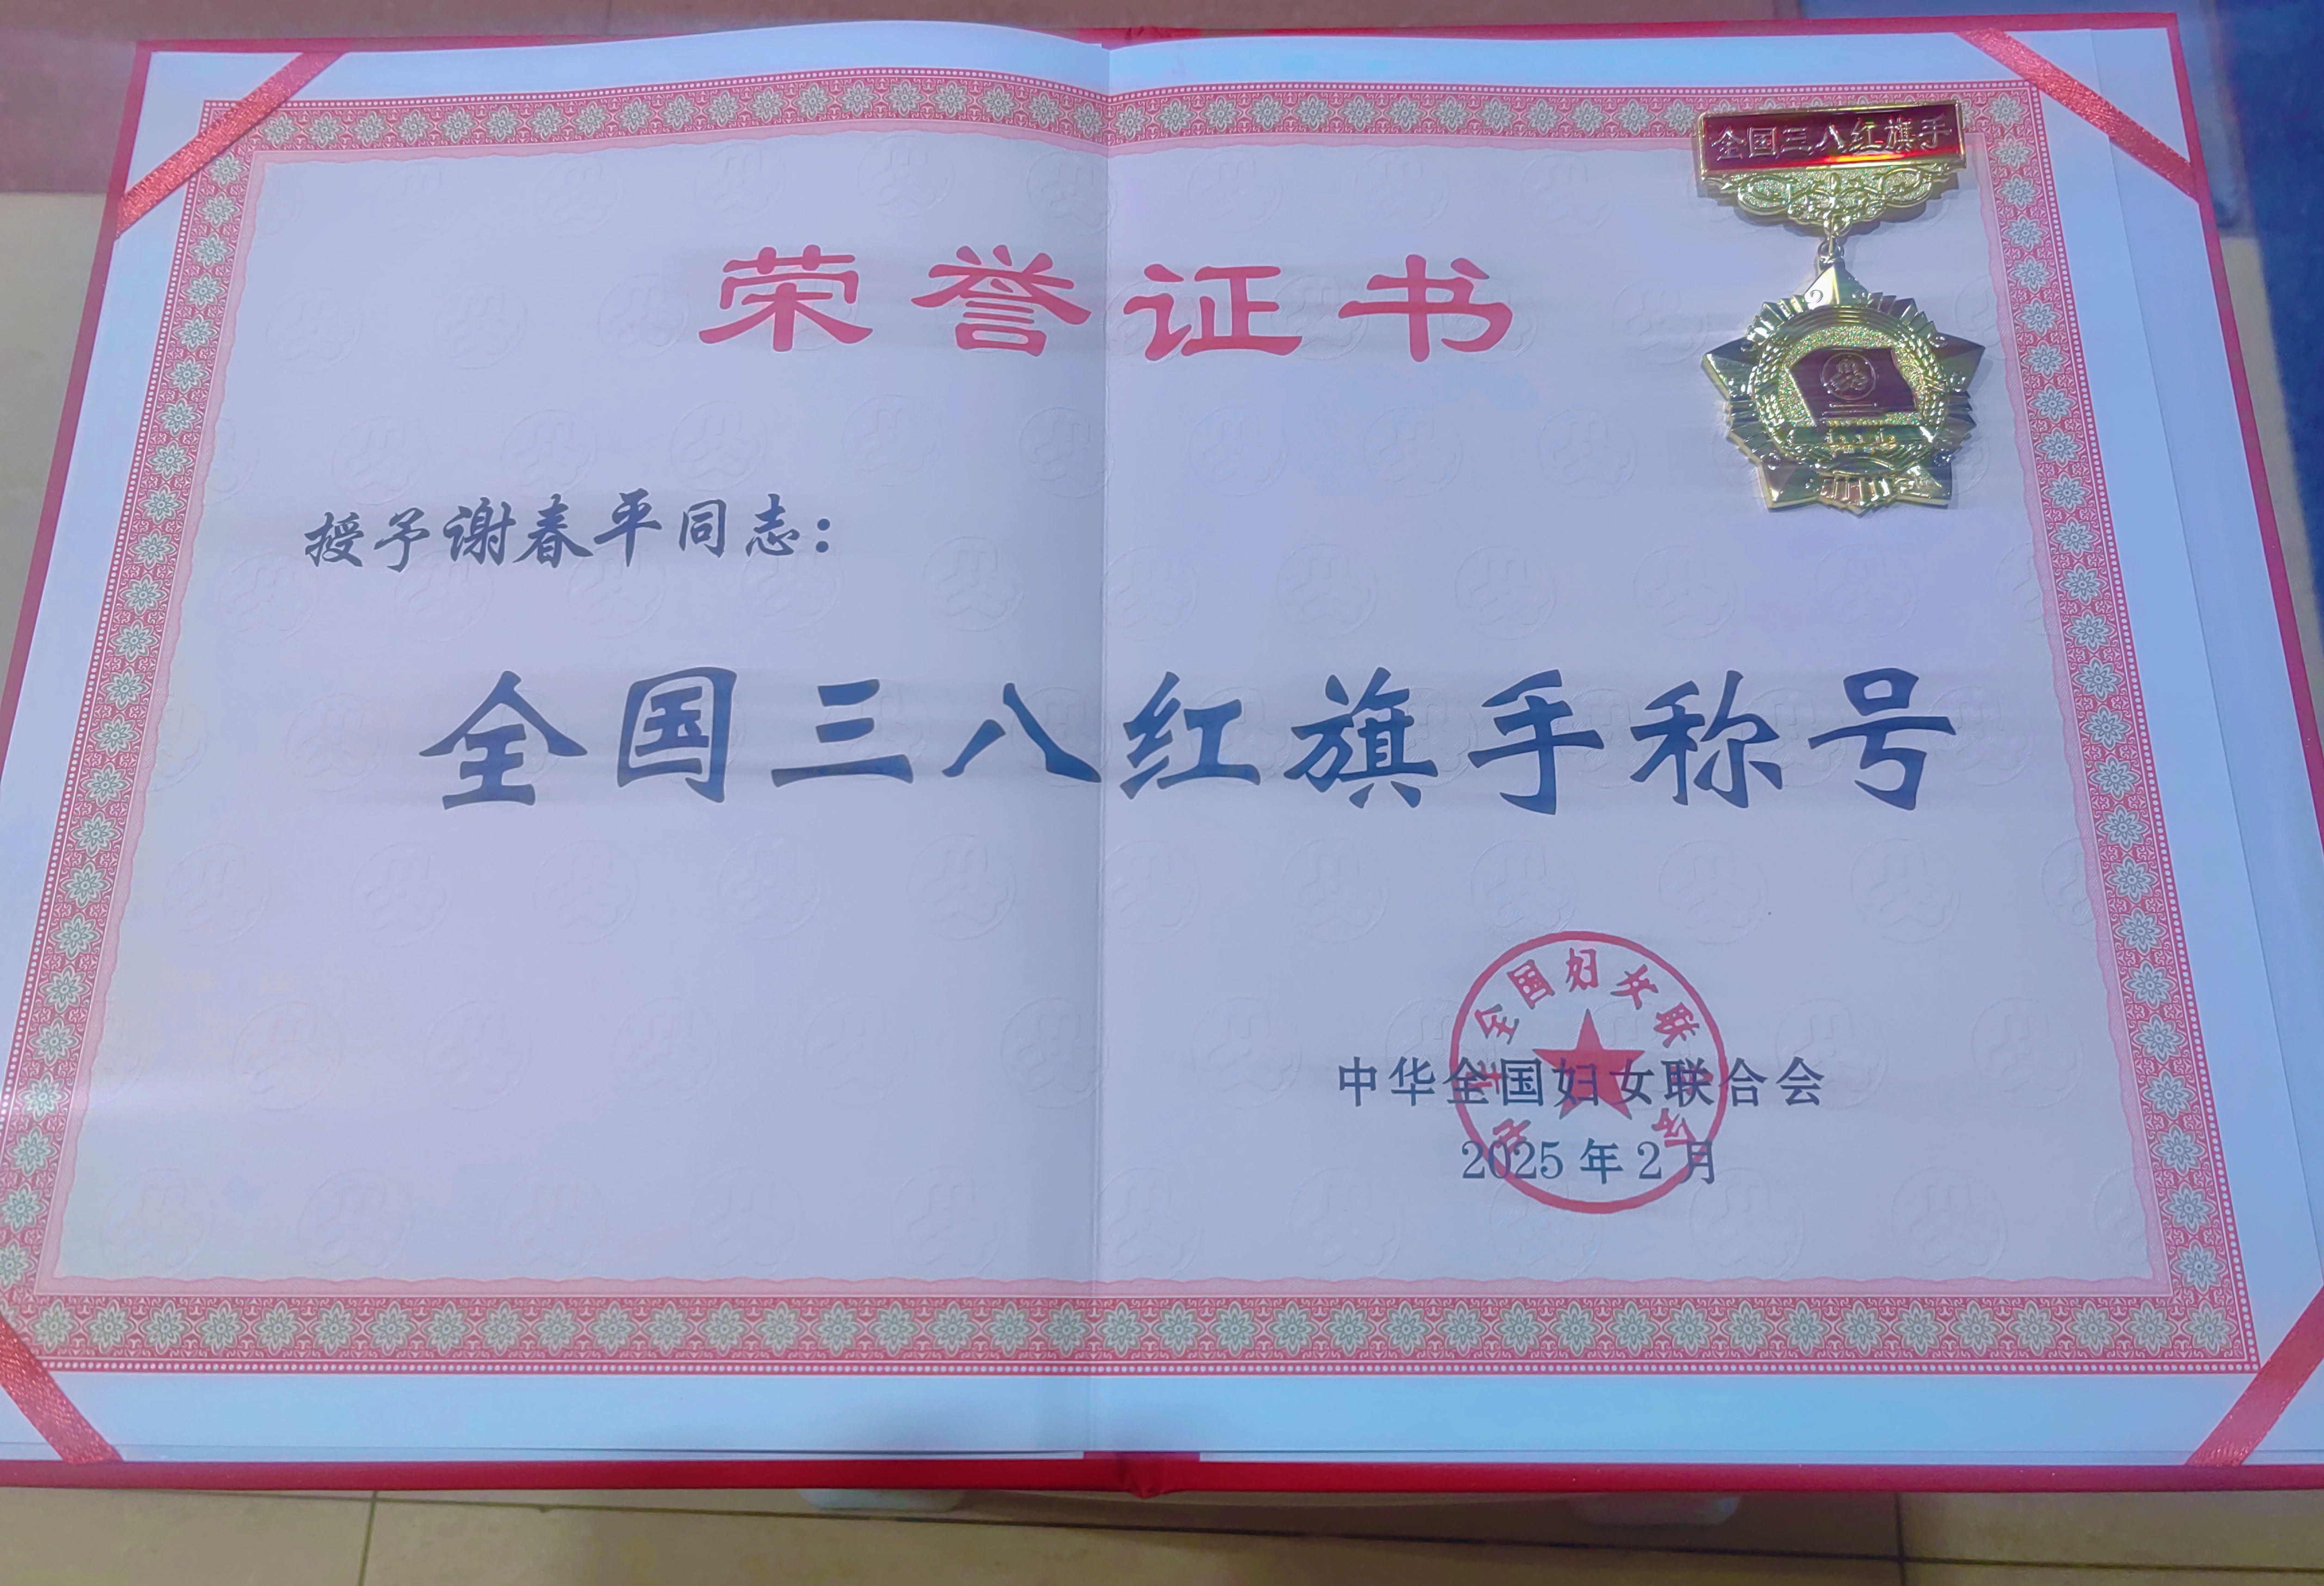 全国三八红旗手
荣誉证书
授予谢春平同志：
全国三八红旗手称号
中华全国妇女联合会
中华全国妇女联合会
2025年2月